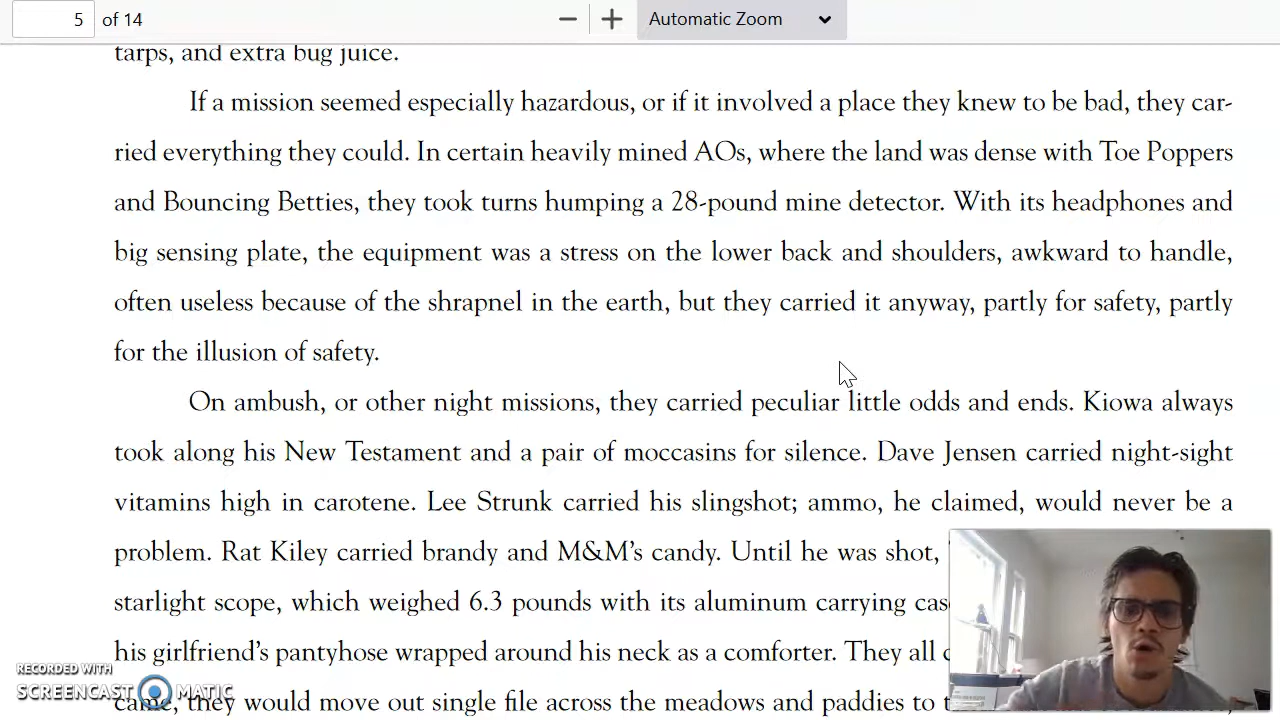 5 of 14
Automatic Zoom
tarps, and extra bug juice.
If a mission seemed especially hazardous, or if it involved a place they knew to be bad, they car-
ried everything they could. In certain heavily mined AOs, where the land was dense with Toe Poppers
and Bouncing Betties, they took turns humping a 28-pound mine detector. With its headphones and
big sensing plate, the equipment was a stress on the lower back and shoulders, awkward to handle,
often useless because of the shrapnel in the earth, but they carried it anyway, partly for safety, partly
for the illusion of safety.
On ambush, or other night missions, they carried peculiar little odds and ends. Kiowa always
took along his New Testament and a pair of moccasins for silence. Dave Jensen carried night-sight
vitamins high in carotene. Lee Strunk carried his slingshot; ammo, he claimed, would never be a
problem. Rat Kiley carried brandy and M&M's candy. Until he was shot,
starlight scope, which weighed 6.3 pounds with its aluminum carrying
his girlfriend's pantyhose wrapped around his neck as a comforter. They all
came, they would move out single file across the meadows and paddies to
RECORDED WITH
SCREENCAST MATIC